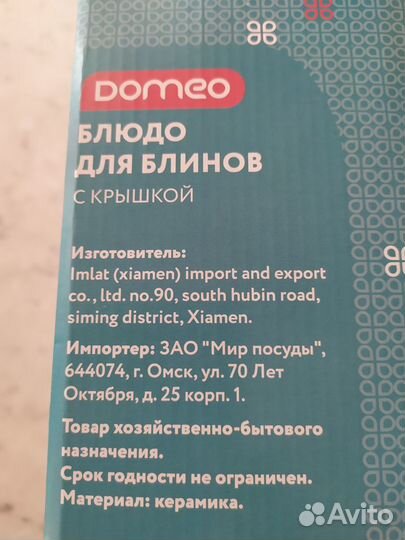 Domeo
БЛЮДО
ДЛЯ БЛИНОВ
С КРЫШКОЙ
Изготовитель:
Imlat (xiamen) import and export
co., ltd. no.90, south hubin road,
siming district, Xiamen.
Импортер: ЗАО "Мир посуды",
644074, г. Омск, ул. 70 Лет
Октября, д. 25 корп. 1.
Товар хозяйственно-бытового
назначения.
Срок годности не ограничен.
Материал: керамика.
Avito